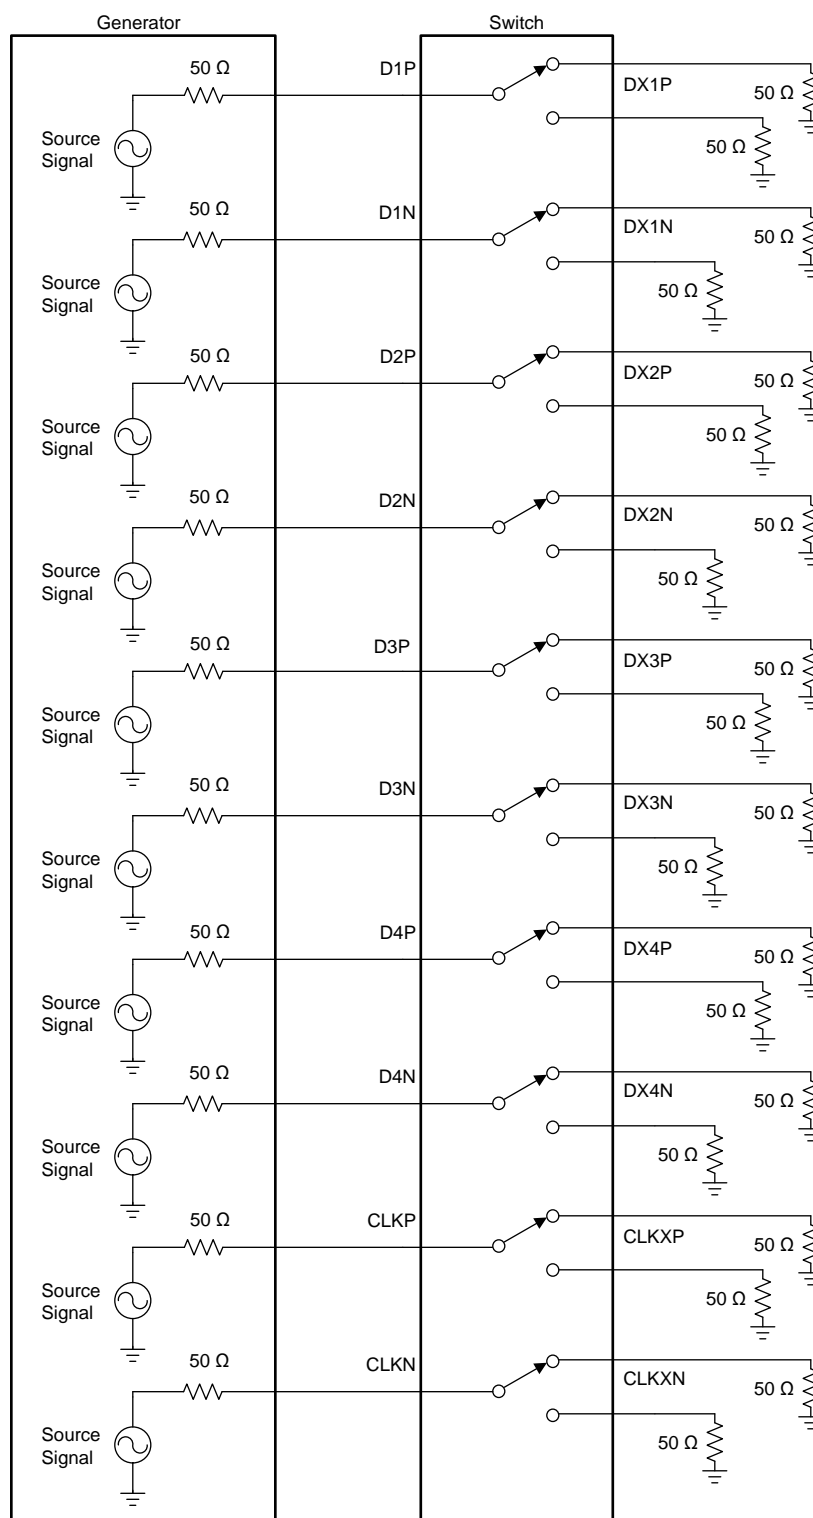 Generator
Switch
50 Ω
D1P
DX1P
50 Ω
Source
Signal
50 Ω
50 Ω
D1N
DX1N
50 Ω
Source
Signal
50 Ω
50 Ω
D2P
DX2P
50 Ω
Source
Signal
50 Ω
50 Ω
D2N
DX2N
50 Ω
Source
Signal
50 Ω
50 Ω
D3P
DX3P
50 Ω
Source
Signal
50 Ω
50 Ω
D3N
DX3N
50 Ω
Source
Signal
50 Ω
50 Ω
D4P
DX4P
50 Ω
Source
Signal
50 Ω
50 Ω
D4N
DX4N
50 Ω
Source
Signal
50 Ω
50 Ω
CLKP
CLKXP
50 Ω
Source
Signal
50 Ω
50 Ω
CLKN
CLKXN
50 Ω
Source
Signal
50 Ω